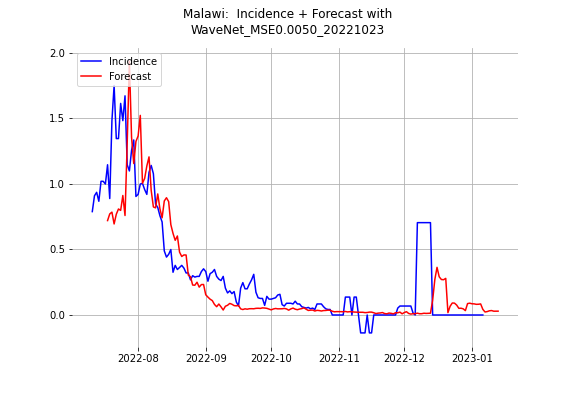 Malawi:  Incidence + Forecast with
WaveNet_MSE0.0050_20221023
2.0
1.5
1.0
0.5
0.0
Incidence
Forecast
2022-08
2022-09
2022-10
2022-11
2022-12
2023-01